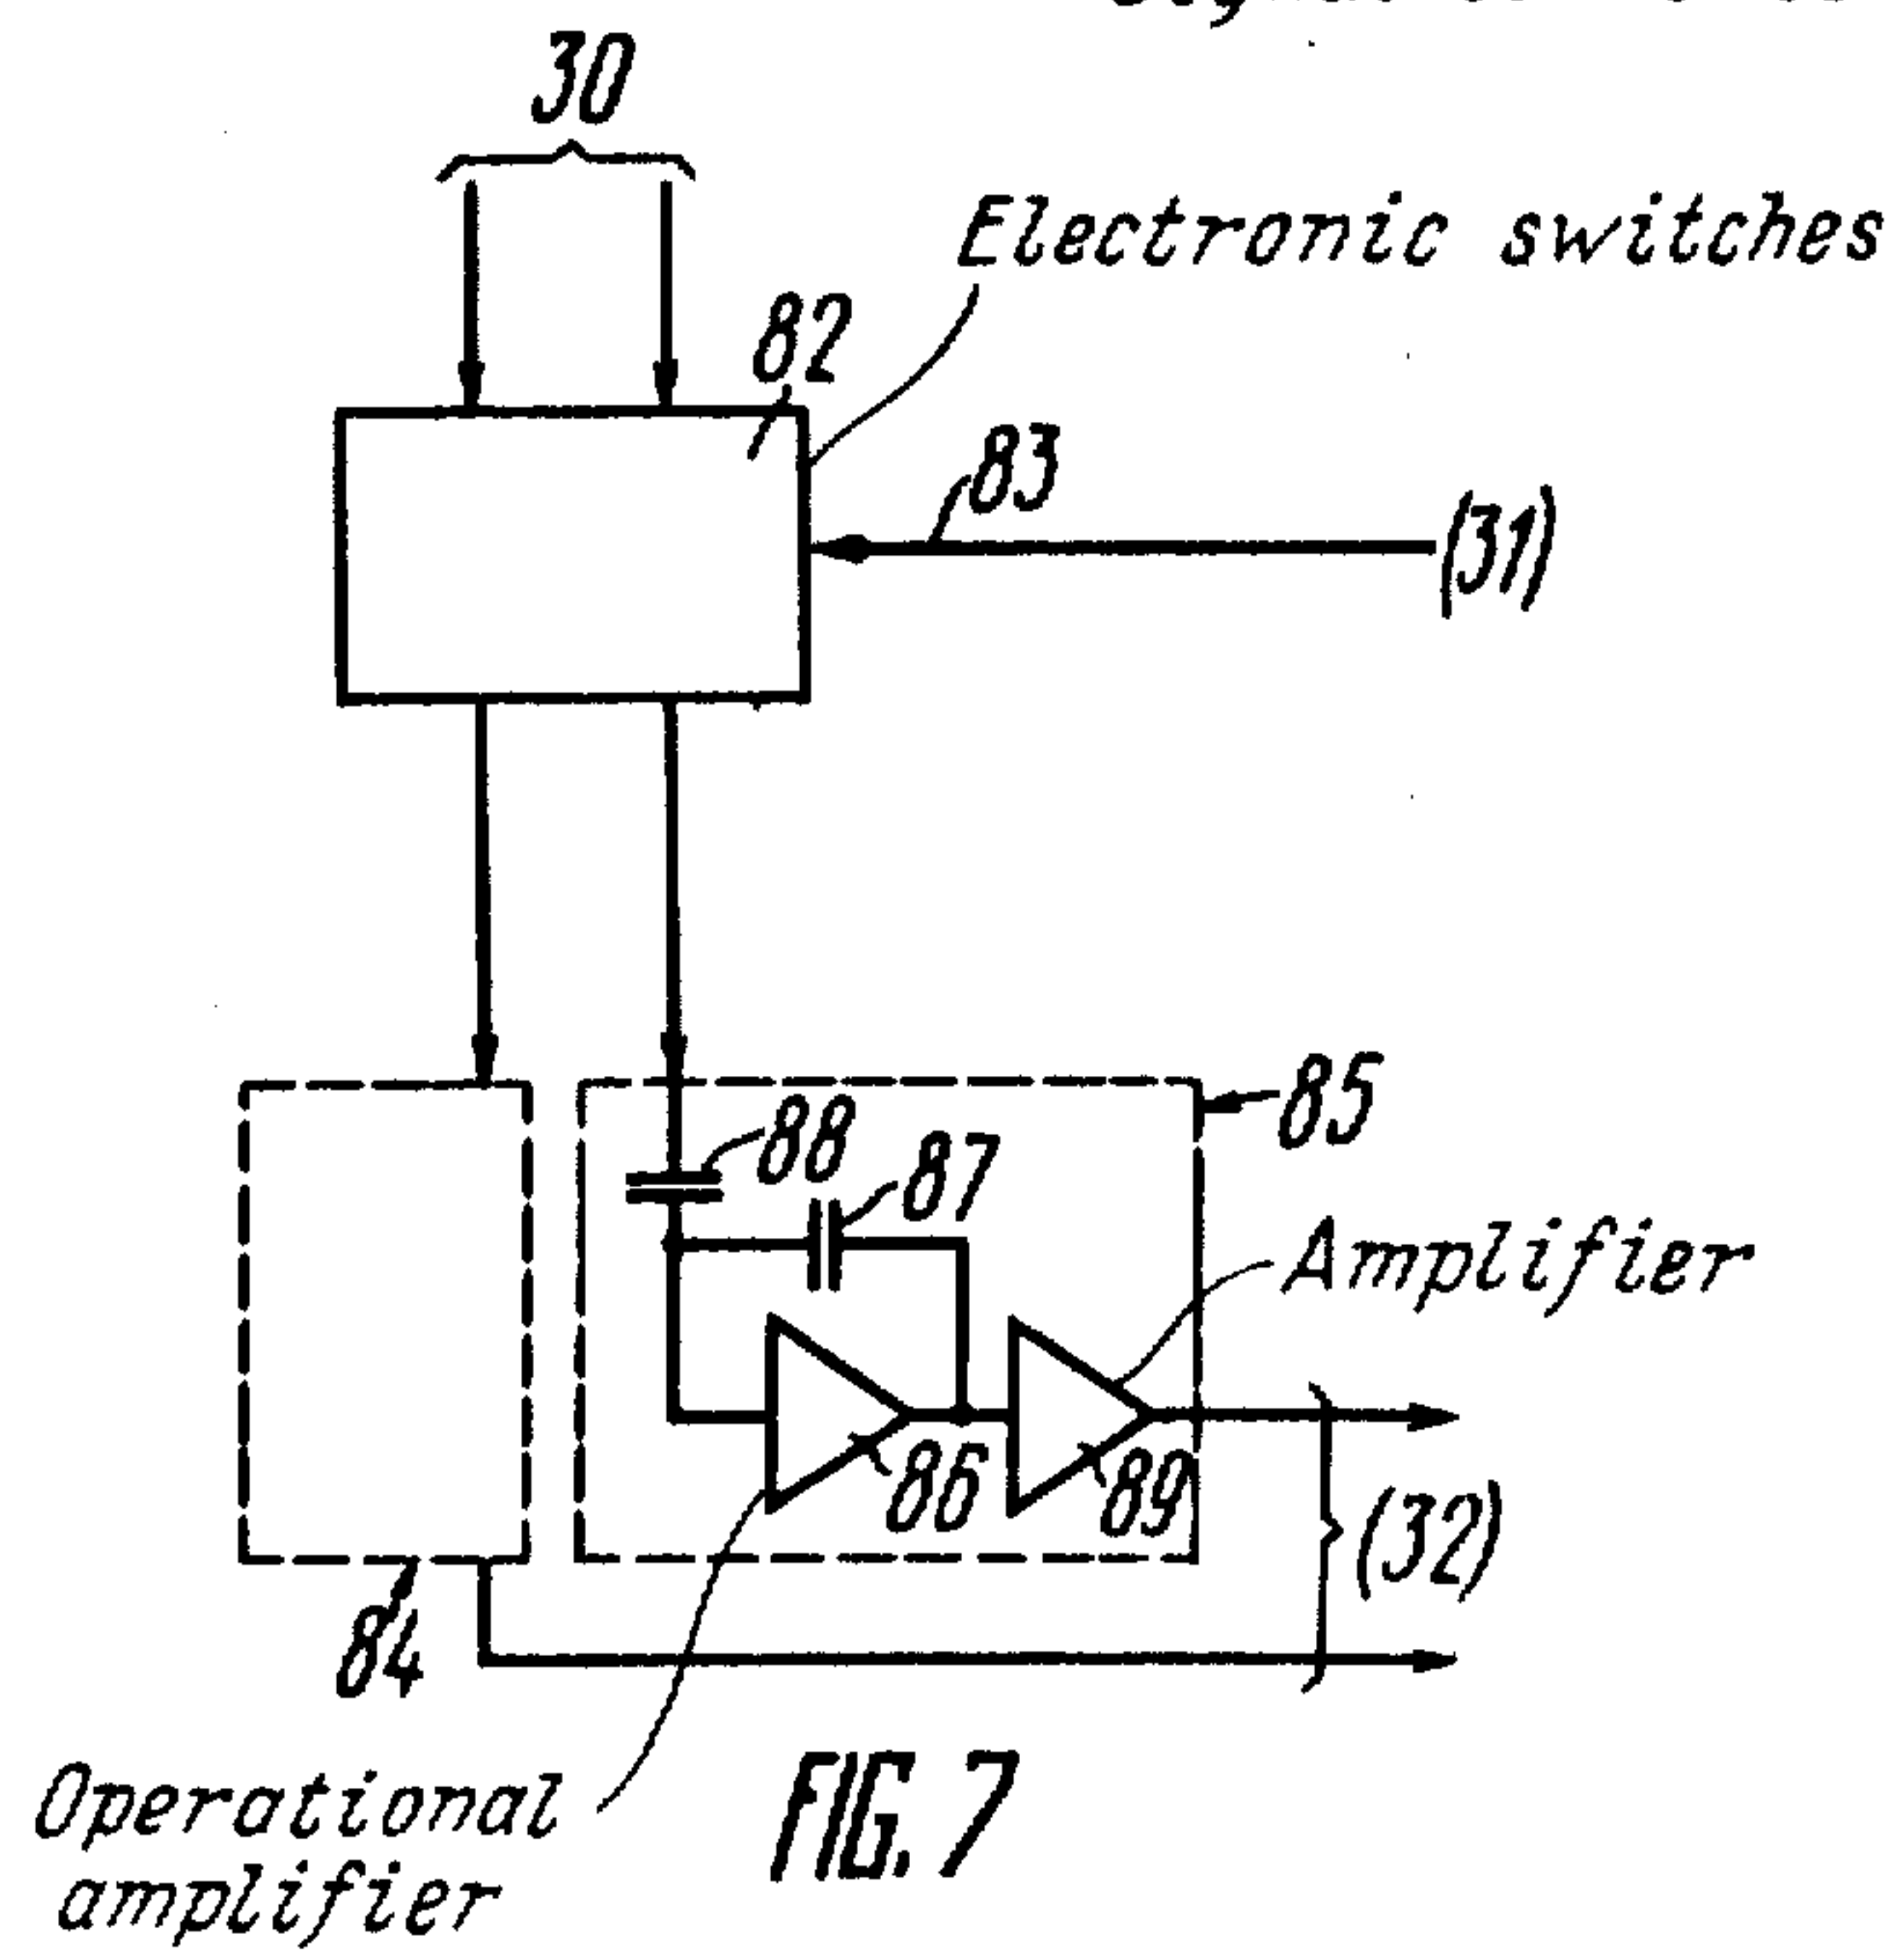 30
Electronic switches
82
83
(31)
85
88
87
Amplifier
86
89
(32)
84
Operational
amplifier
FIG. 7